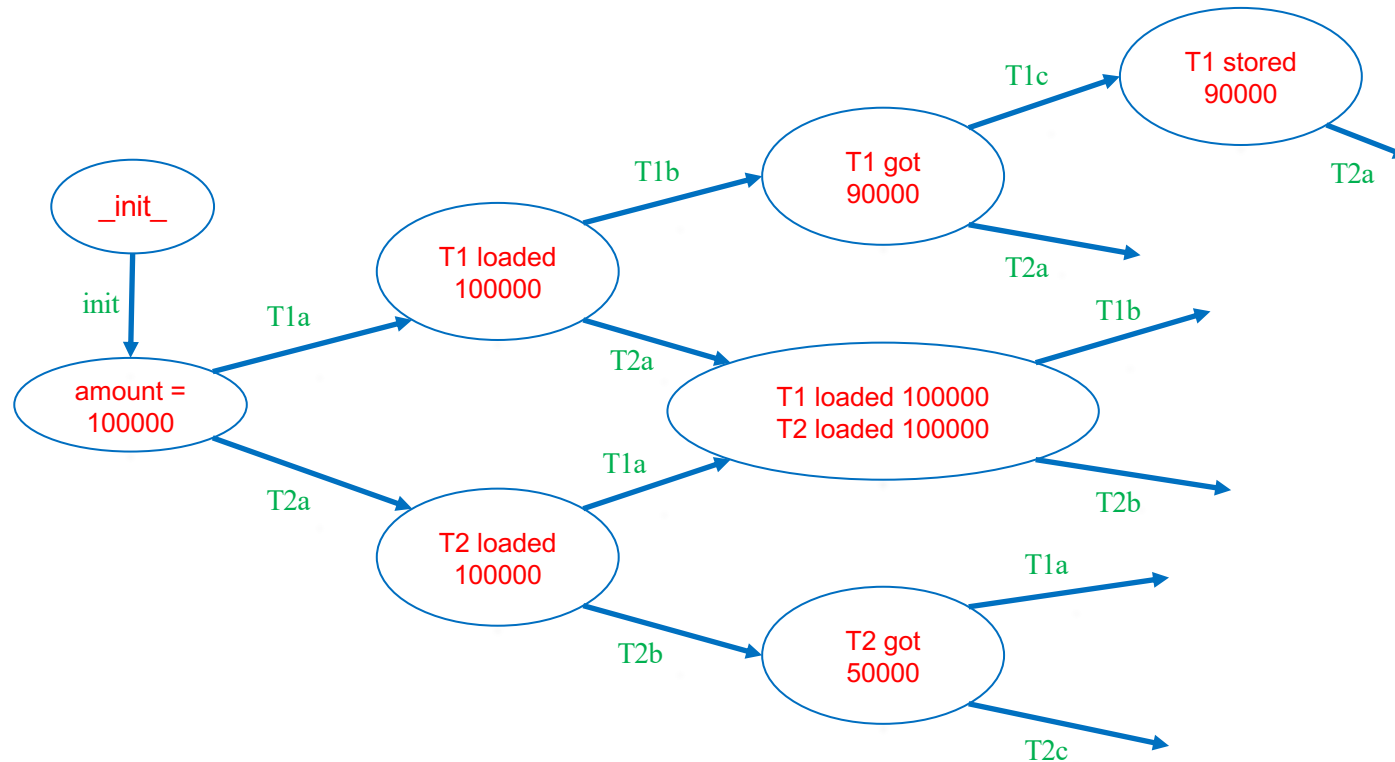 _init_
init
amount =
100000
T1a
T2a
T1 loaded
100000
T2 loaded
100000
T1b
T2a
T1a
T2b
T1 got
90000
T1 loaded 100000
T2 loaded 100000
T2 got
50000
T1c
T2a
T1b
T2b
T1a
T2c
T1 stored
90000
T2a